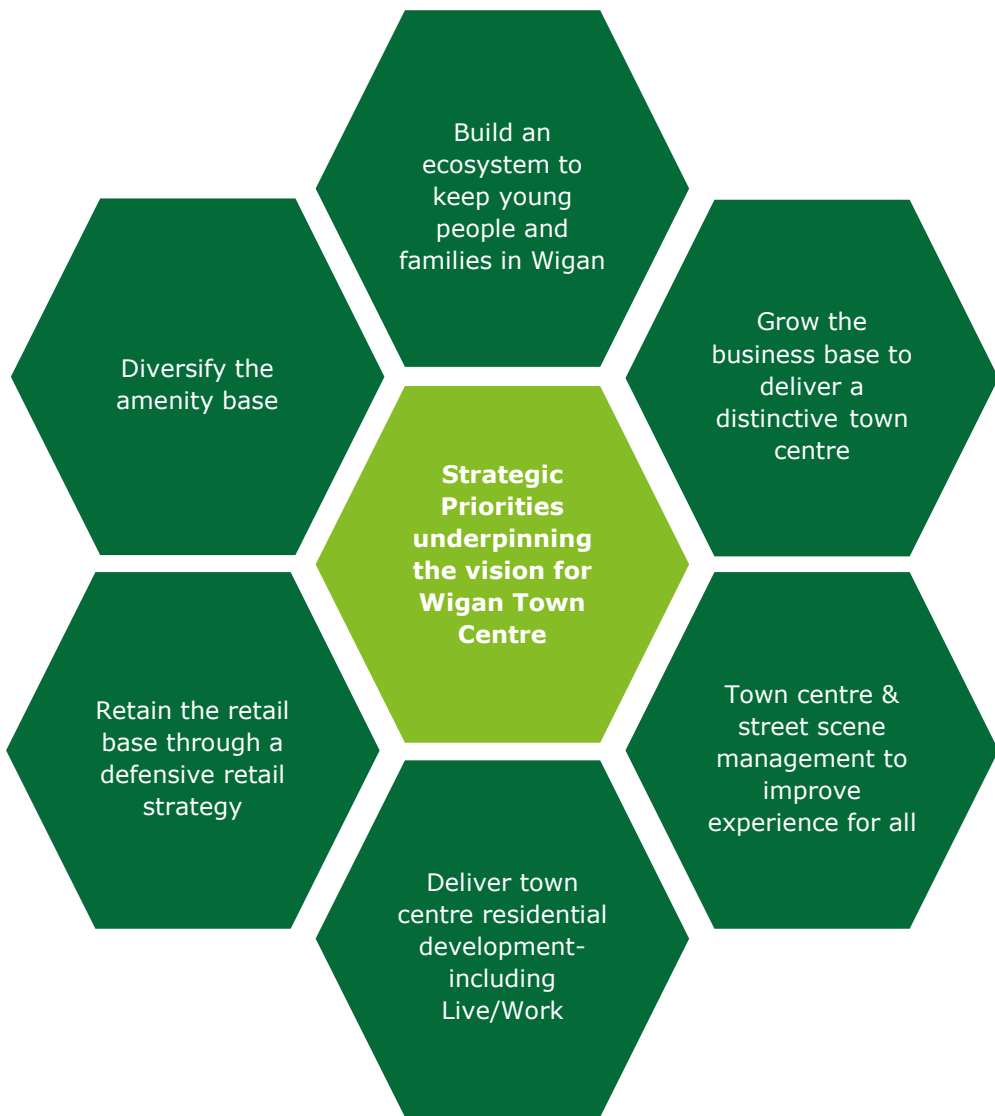 Build an
ecosystem to
keep young
people and
families in Wigan
Grow the
business base to
deliver a
distinctive town
centre
Diversify the
amenity base
Strategic
Priorities
underpinning
the vision for
Wigan Town
Centre
Town centre &
street scene
management to
improve
experience for all
Retain the retail
base through a
defensive retail
strategy
Deliver town
centre residential
development-
including
Live/Work